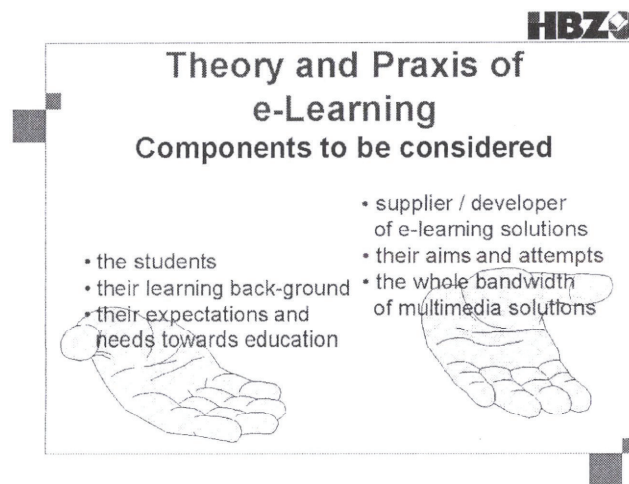 HBZ
Theory and Praxis of
e-Learning
Components to be considered
• the students
• their learning back-ground
• their expectations and
needs towards education
• supplier / developer
of e-learning solutions
• their aims and attempts
• the whole bandwidth
of multimedia solutions